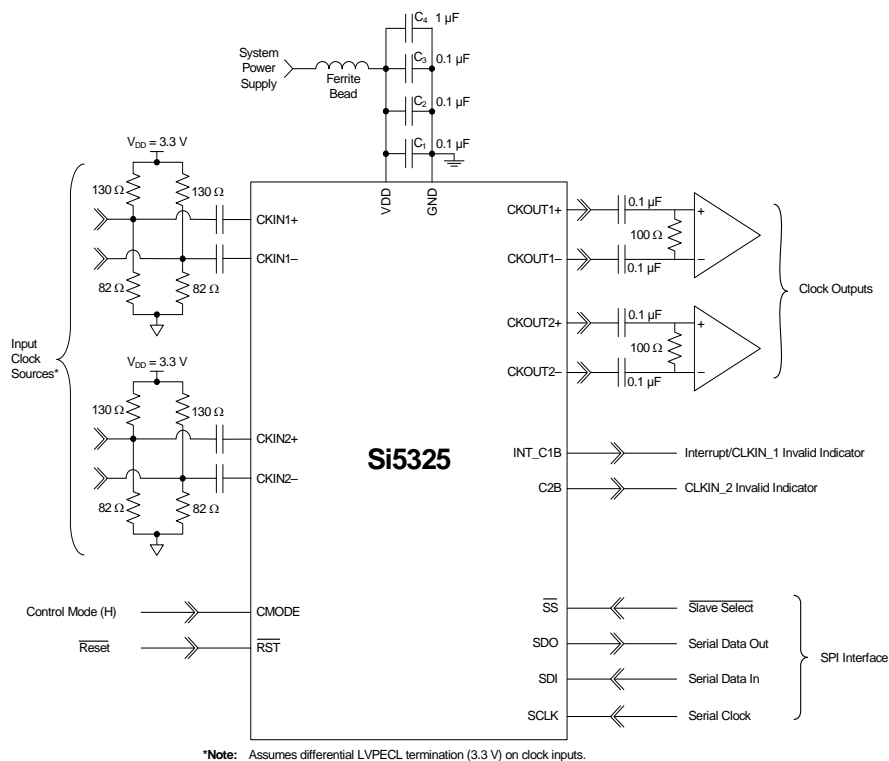 C4 1 µF
System
Power
Supply
Ferrite
Bead
C3 0.1 µF
C2 0.1 µF
C1 0.1 µF
VDD = 3.3 V
130 Ω
130 Ω
82 Ω
82 Ω
VDD = 3.3 V
130 Ω
130 Ω
82 Ω
82 Ω
Input
Clock
Sources*
VDD
GND
CKIN1+
CKIN1–
CKIN2+
CKIN2–
Si5325
CKOUT1+
0.1 µF
100 Ω
+
–
CKOUT1–
0.1 µF
CKOUT2+
0.1 µF
100 Ω
+
–
CKOUT2–
0.1 µF
Clock Outputs
INT_C1B
Interrupt/CLKIN_1 Invalid Indicator
C2B
CLKIN_2 Invalid Indicator
Control Mode (H)
CMODE
Reset
RST
SS
Slave Select
SDO
Serial Data Out
SDI
Serial Data In
SCLK
Serial Clock
SPI Interface
*Note: Assumes differential LVPECL termination (3.3 V) on clock inputs.